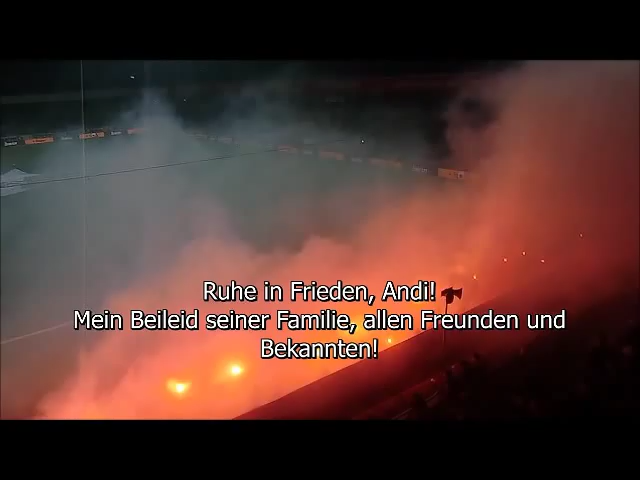 Ruhe in Frieden, Andi!
Mein Beileid seiner Familie, allen Freunden und
Bekannten!